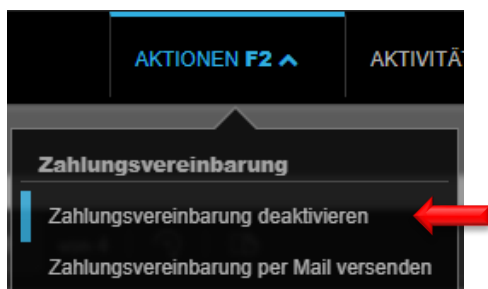 AKTIONEN F2 AKTIVITÄ
Zahlungsvereinbarung
Zahlungsvereinbarung deaktivieren
Zahlungsvereinbarung per Mail versenden